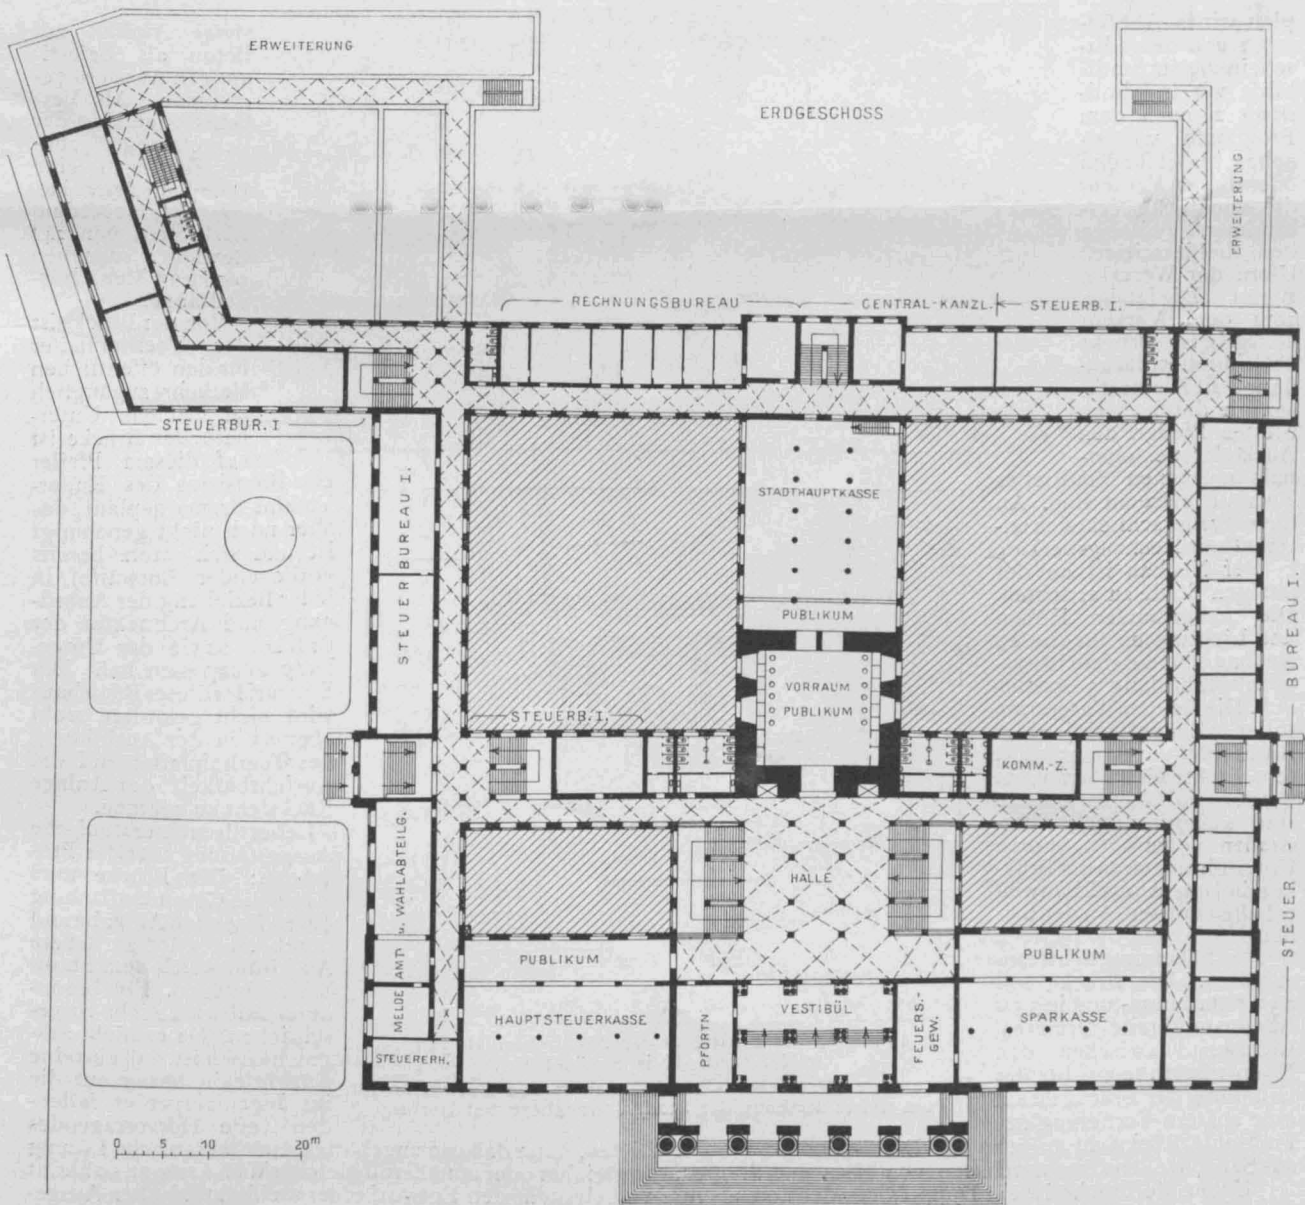 ERWEITERUNG
ERDGESCHOSS
ERWEITERUNG
RECHNUNGSBUREAU
CENTRAL-KANZL.
STEUERB. I.
STEUERBUR. I
STEUER BUREAU I.
STADTHAUPTKASSE
PUBLIKUM
VORRAUM
PUBLIKUM
STEUERB. I.
KOMM.-Z.
STEUER BUREAU I.
MELDE AMT u. WAHLABTEILG.
HALLE
PUBLIKUM
PUBLIKUM
HAUPTSTEUERKASSE
PFÖRTN
VESTIBÜL
FEUERS.-
GEW.
SPARKASSE
STEUERERH.
0 5 10 20m